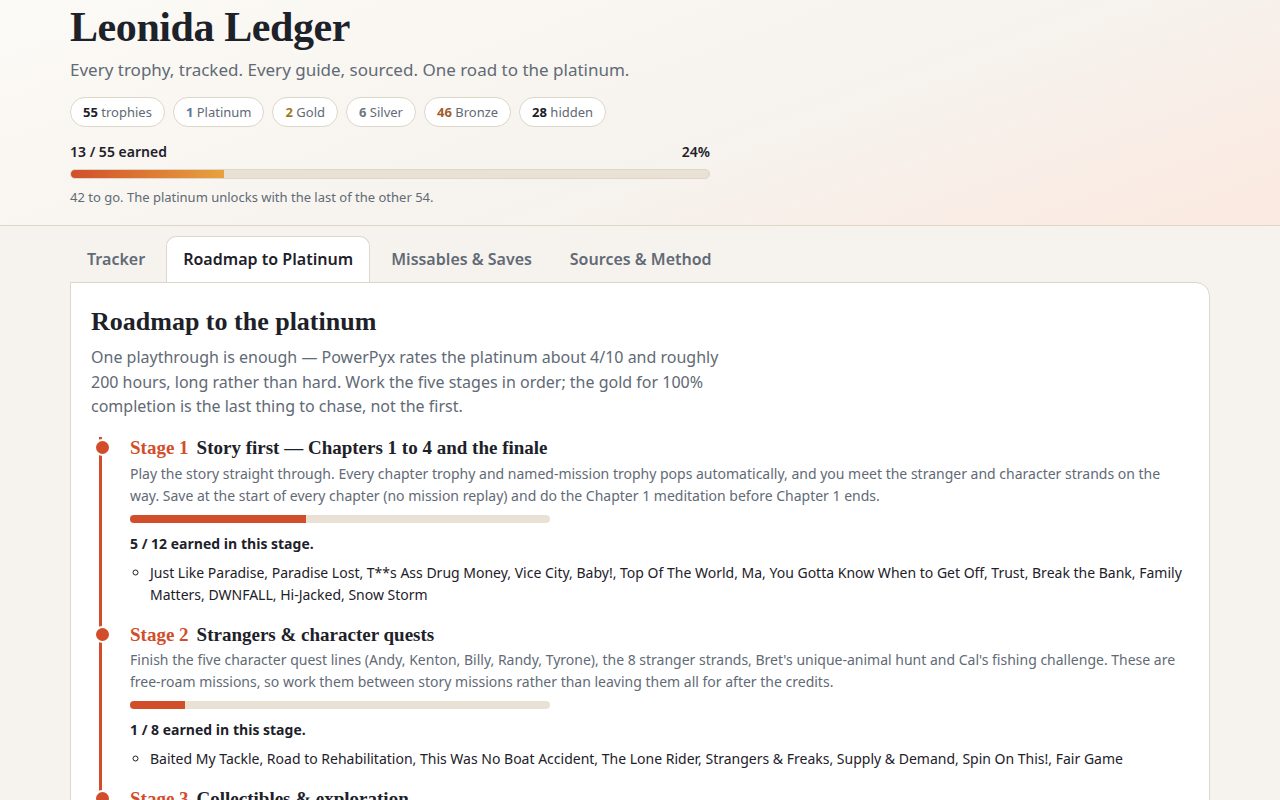 Leonida Ledger
Every trophy, tracked. Every guide, sourced. One road to the platinum.
55 trophies
1 Platinum
2 Gold
6 Silver
46 Bronze
28 hidden
13 / 55 earned
24%
42 to go. The platinum unlocks with the last of the other 54.
Tracker
Roadmap to Platinum
Missables & Saves
Sources & Method
Roadmap to the platinum
One playthrough is enough — PowerPyx rates the platinum about 4/10 and roughly
200 hours, long rather than hard. Work the five stages in order; the gold for 100%
completion is the last thing to chase, not the first.
Stage 1 Story first — Chapters 1 to 4 and the finale
Play the story straight through. Every chapter trophy and named-mission trophy pops automatically, and you meet the stranger and character strands on the
way. Save at the start of every chapter (no mission replay) and do the Chapter 1 meditation before Chapter 1 ends.
5 / 12 earned in this stage.
Just Like Paradise, Paradise Lost, T**s Ass Drug Money, Vice City, Baby!, Top Of The World, Ma, You Gotta Know When to Get Off, Trust, Break the Bank, Family
Matters, DWNFALL, Hi-Jacked, Snow Storm
Stage 2 Strangers & character quests
Finish the five character quest lines (Andy, Kenton, Billy, Randy, Tyrone), the 8 stranger strands, Bret's unique-animal hunt and Cal's fishing challenge. These are
free-roam missions, so work them between story missions rather than leaving them all for after the credits.
1 / 8 earned in this stage.
Baited My Tackle, Road to Rehabilitation, This Was No Boat Accident, The Lone Rider, Strangers & Freaks, Supply & Demand, Spin On This!, Fair Game
Stage 3 Collectibles & exploration